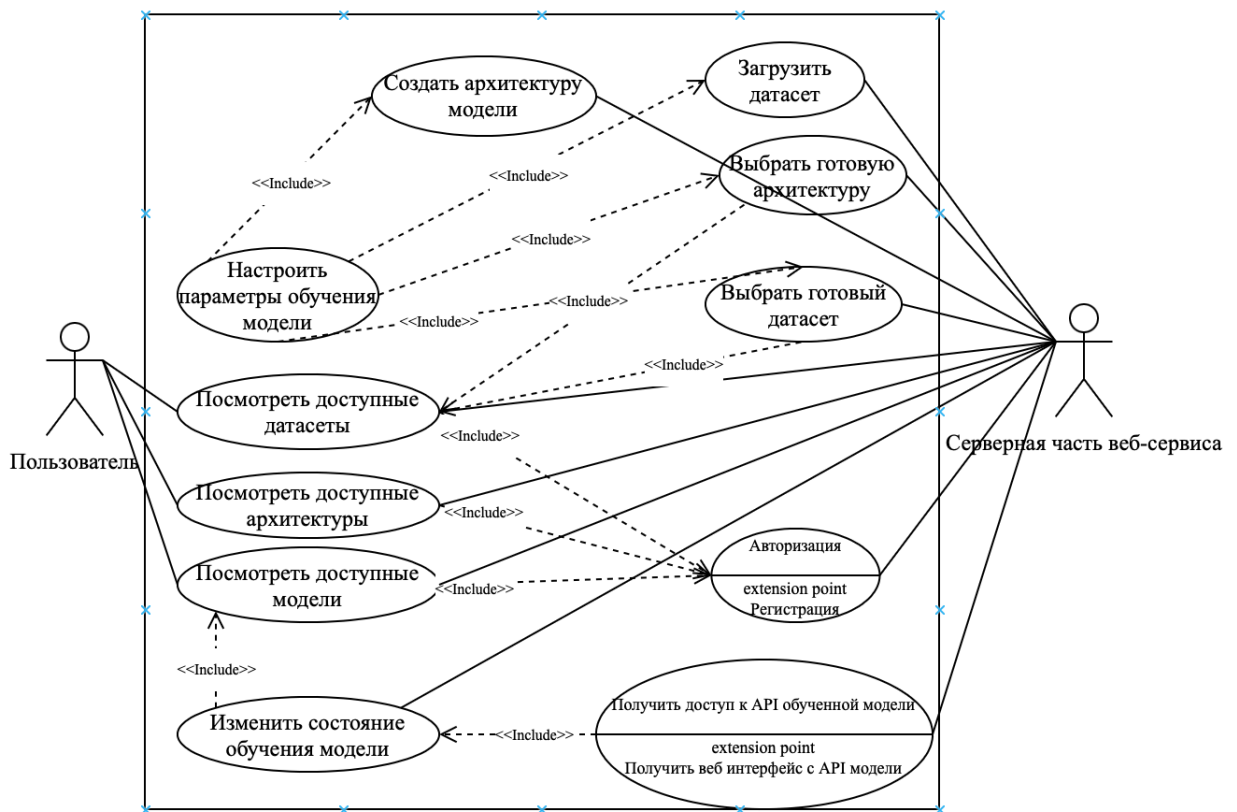 Создать архитектуру
модели
Загрузить
датасет
<<Include>>
<<Include>>
Выбрать готовую
архитектуру
<<Include>>
Настроить
параметры обучения
модели
<<Include>>
<<Include>>
Выбрать готовый
датасет
<<Include>>
Посмотреть доступные
датасеты
<<Include>>
Пользователь
Серверная часть веб-сервиса
Посмотреть доступные
архитектуры
<<Include>>
Авторизация
extension point
Регистрация
Посмотреть доступные
модели
<<Include>>
<<Include>>
Изменить состояние
обучения модели
<<Include>>
Получить доступ к API обученной модели
extension point
Получить веб интерфейс с API модели